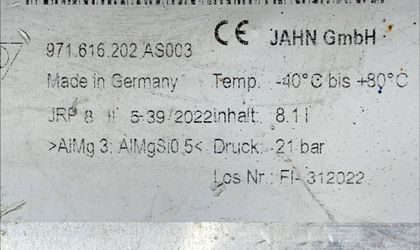 CE JAHN GmbH
971.616.202 AS003
Made in Germany Temp. -40°C bis +80°C
JRP 8 II 5-39/2022 Inhalt: 8.1 l
>AlMg 3; AlMgSi0,5< Druck: 21 bar
Los Nr.: FI- 312022